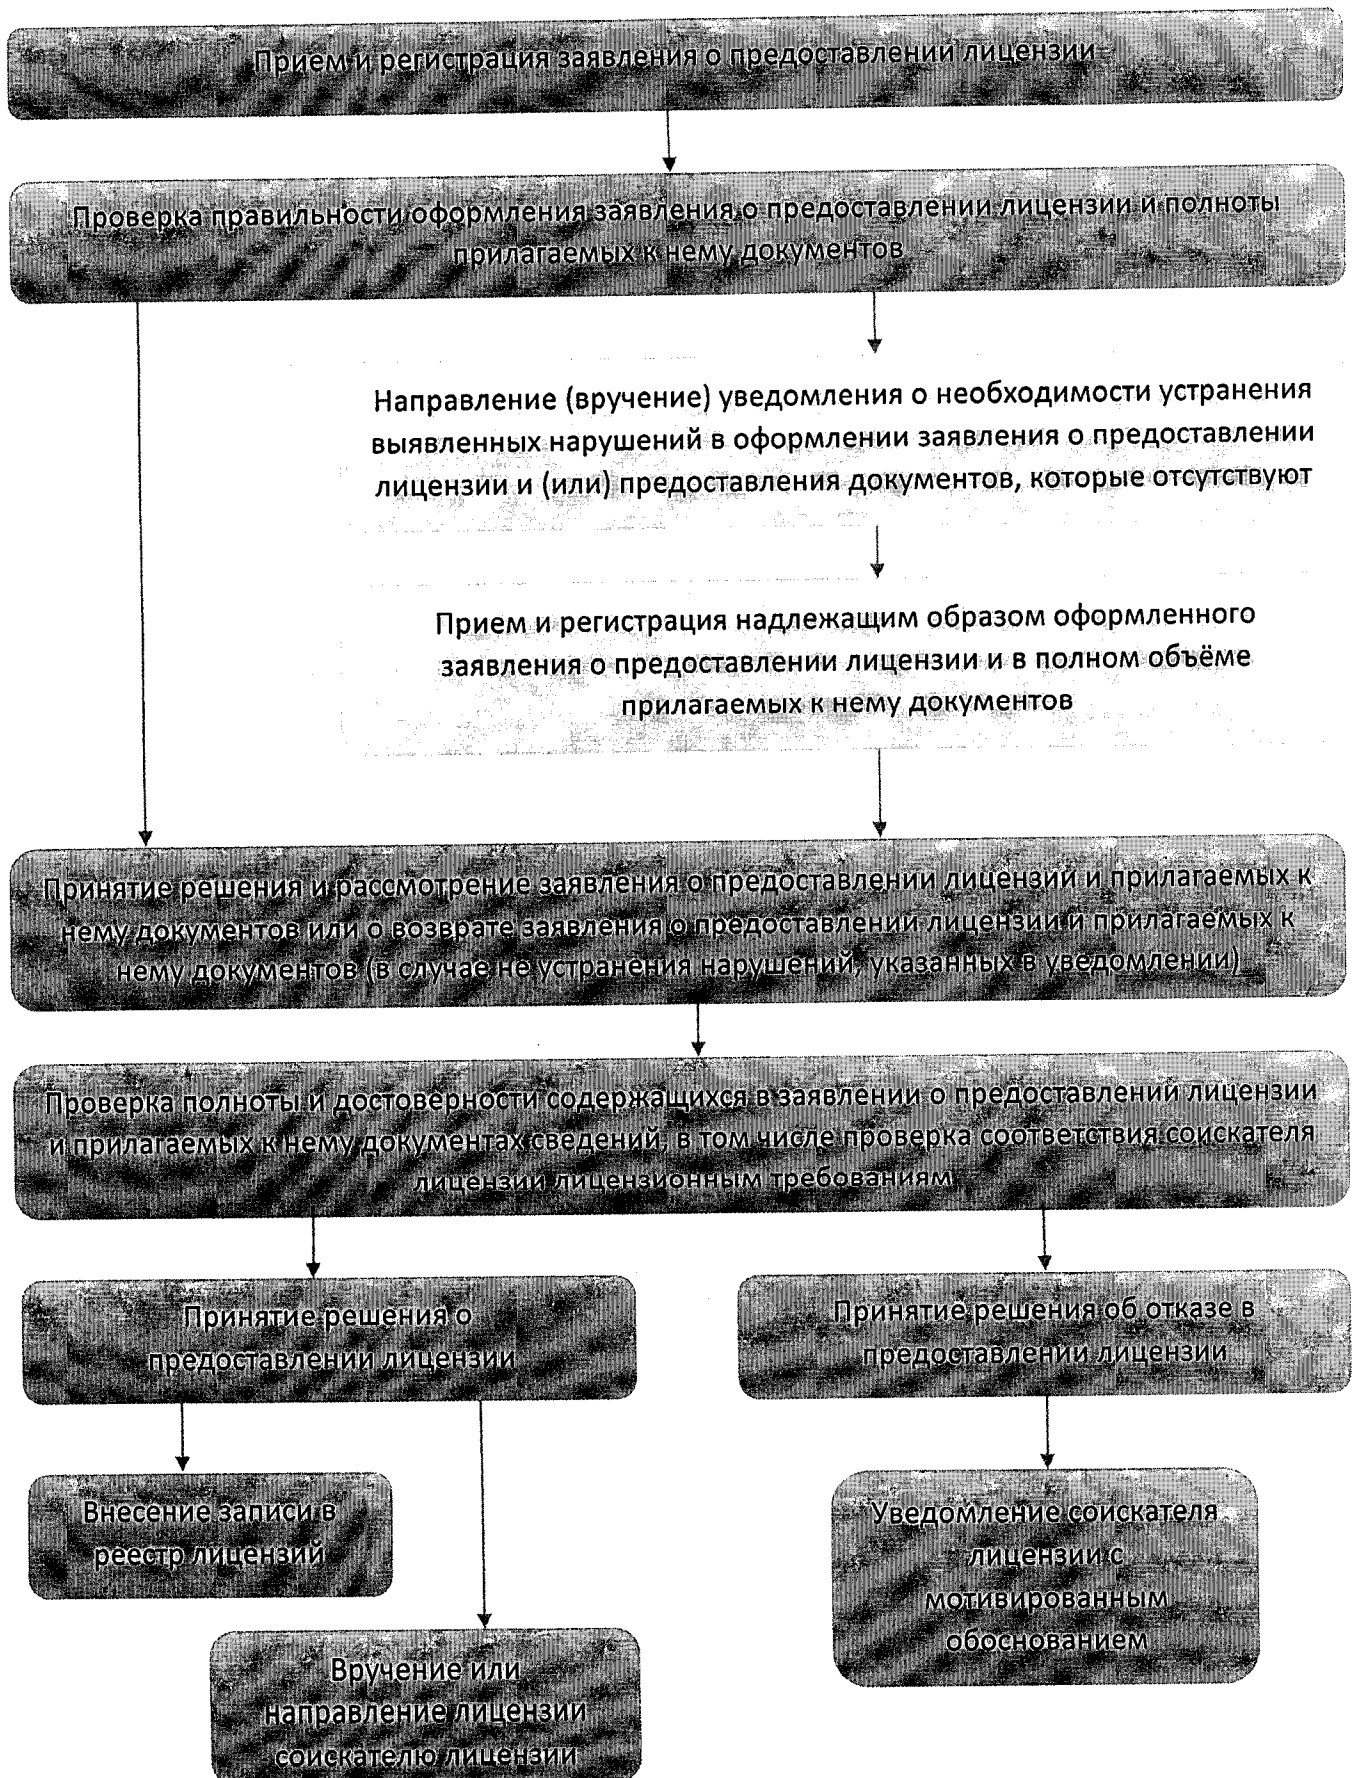 Прием и регистрация заявления о предоставлении лицензии
Проверка правильности оформления заявления о предоставлении лицензии и полноты
прилагаемых к нему документов
Направление (вручение) уведомления о необходимости устранения
выявленных нарушений в оформлении заявления о предоставлении
лицензии и (или) предоставления документов, которые отсутствуют
Прием и регистрация надлежащим образом оформленного
заявления о предоставлении лицензии и в полном объёме
прилагаемых к нему документов
Принятие решения и рассмотрение заявления о предоставлении лицензии и прилагаемых к
нему документов или о возврате заявления о предоставлении лицензии и прилагаемых к
нему документов (в случае не устранения нарушений, указанных в уведомлении)
Проверка полноты и достоверности содержащихся в заявлении о предоставлений лицензии
и прилагаемых к нему документах сведений, в том числе проверка соответствия соискателя
лицензии лицензионным требованиям
Принятие решения о
предоставлении лицензии
Принятие решения об отказе в
предоставлении лицензии
Внесение записи в
реестр лицензий
Уведомление соискателя
лицензии с
мотивированным
обоснованием
Вручение или
направление лицензии
соискателю лицензии